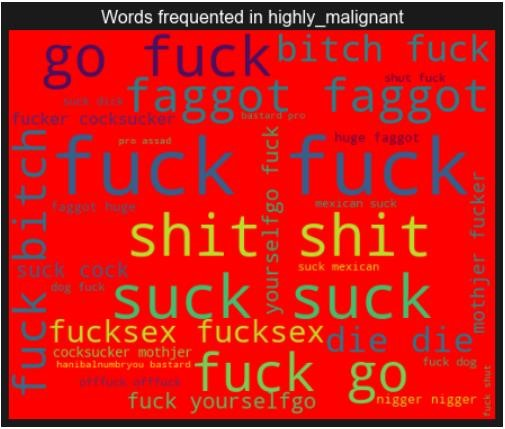 Words frequented in highly_malignant
go fuck
bitch fuck
shut fuck
suck dick
faggot faggot
fucker cocksucker
bastard pro
pro assad
huge faggot
fuck fuck
faggot huge
mexican suck
fuck bitch
yourselfgo fuck
mothjer fucker
shit shit
suck cock
suck mexican
dog fuck
suck suck
fucksex fucksex
die die
cocksucker mothjer
hanibalnumbryou bastard
fuck go
fuck dog
offfuck offfuck
fuck yourselfgo
nigger nigger
fuck shut